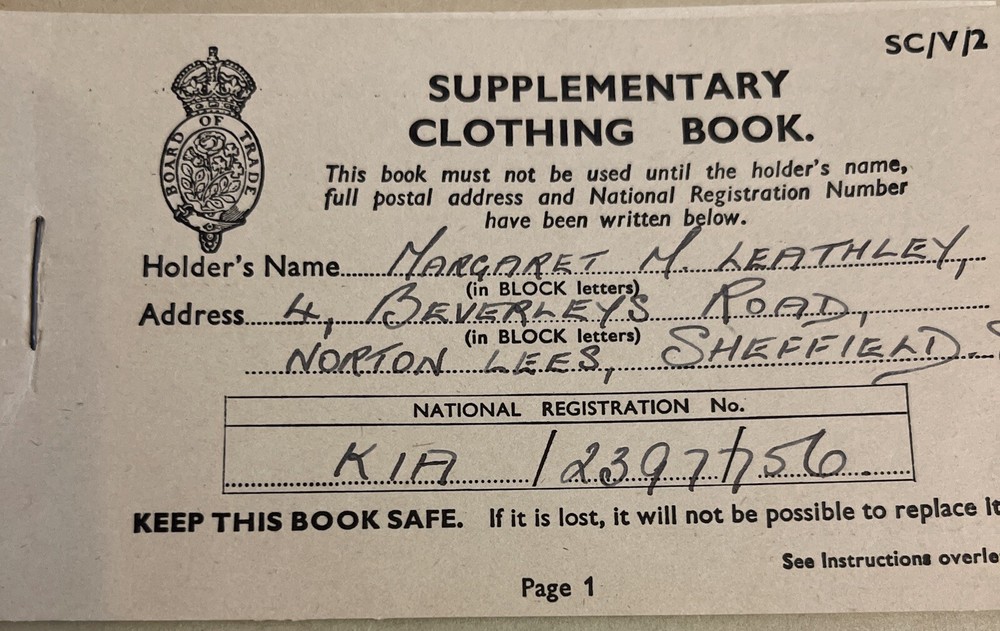 SC/V/2
BOARD OF TRADE
SUPPLEMENTARY
CLOTHING BOOK.
This book must not be used until the holder's name,
full postal address and National Registration Number
have been written below.
Holder's Name MARGARET M. LEATHLEY,
(in BLOCK letters)
Address 4, BEVERLEYS ROAD,
(in BLOCK letters)
NORTON LEES, SHEFFIELD.
NATIONAL REGISTRATION No.
KIA /2397/756.
KEEP THIS BOOK SAFE. If it is lost, it will not be possible to replace it
See Instructions overle
Page 1